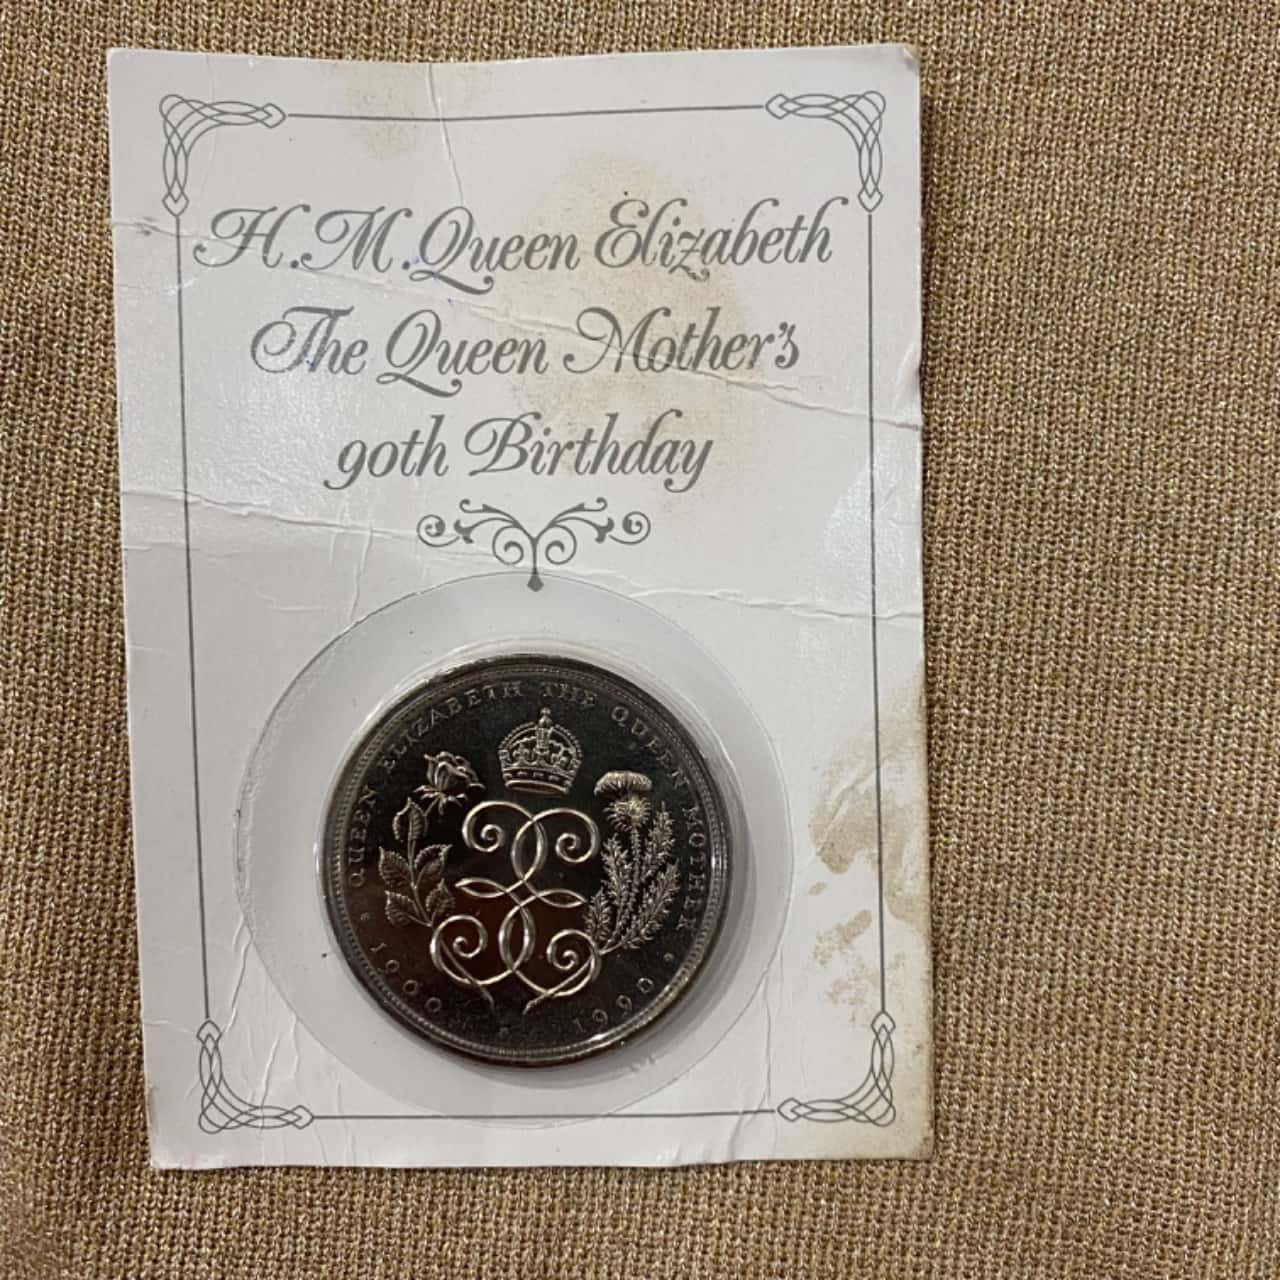 H.M. Queen Elizabeth
The Queen Mother's
90th Birthday
QUEEN ELIZABETH THE QUEEN MOTHER
1900 · 1990